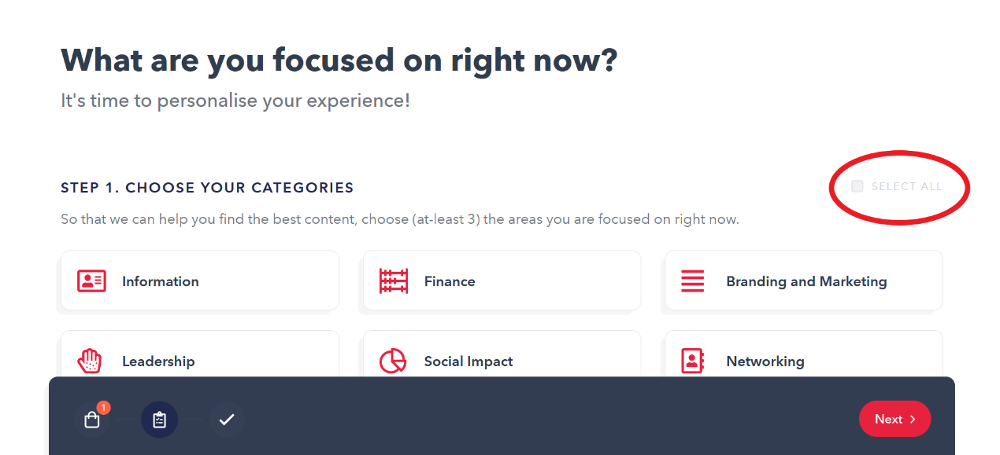 What are you focused on right now?
It's time to personalise your experience!
STEP 1. CHOOSE YOUR CATEGORIES
SELECT ALL
So that we can help you find the best content, choose (at-least 3) the areas you are focused on right now.
Information
Finance
Branding and Marketing
Leadership
Social Impact
Networking
1
Next